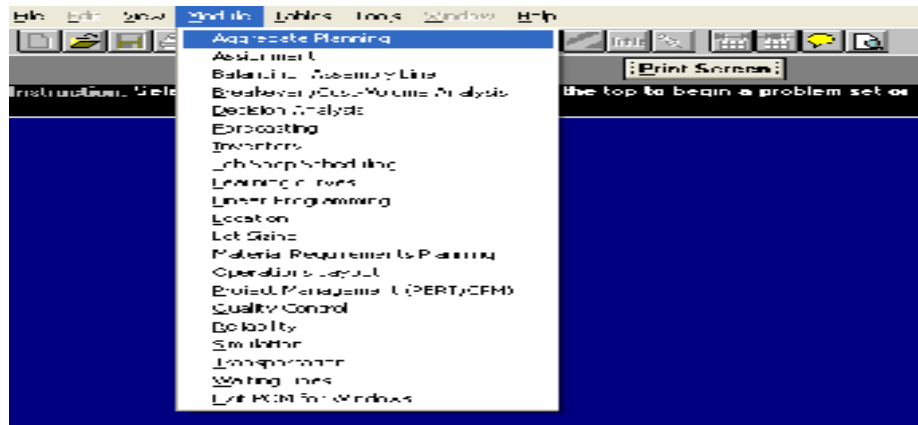 File Edit View Module Tables Tools Window Help
Aggregate Planning
Assignment
Balancing Assembly Line
Print Screen
Breakeven/Cost-Volume Analysis
Instruction: Sele the top to begin a problem set or
Decision Analysis
Forecasting
Inventory
Job Shop Scheduling
Learning Curves
Linear Programming
Location
Lot Sizing
Material Requirements Planning
Operations Layout
Project Management (PERT/CPM)
Quality Control
Reliability
Simulation
Transportation
Waiting Lines
Exit POM for Windows